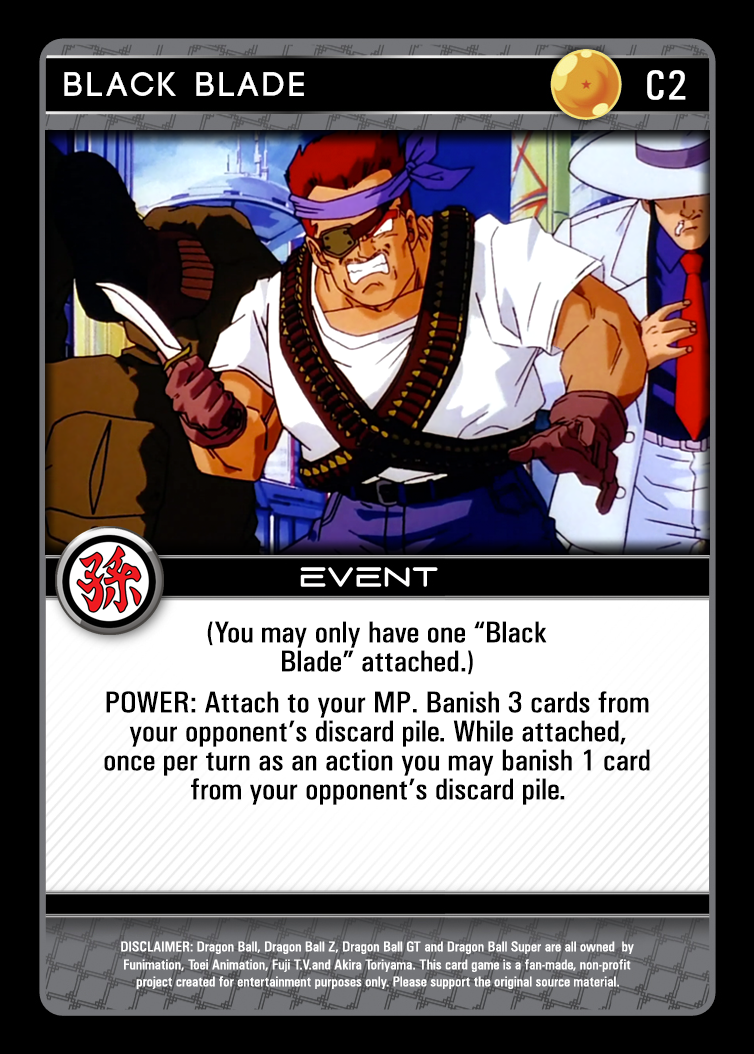 BLACK BLADE
C2
孫
EVENT
(You may only have one “Black
Blade” attached.)
POWER: Attach to your MP. Banish 3 cards from
your opponent’s discard pile. While attached,
once per turn as an action you may banish 1 card
from your opponent’s discard pile.
DISCLAIMER: Dragon Ball, Dragon Ball Z, Dragon Ball GT and Dragon Ball Super are all owned by
Funimation, Toei Animation, Fuji T.V.and Akira Toriyama. This card game is a fan-made, non-profit
project created for entertainment purposes only. Please support the original source material.